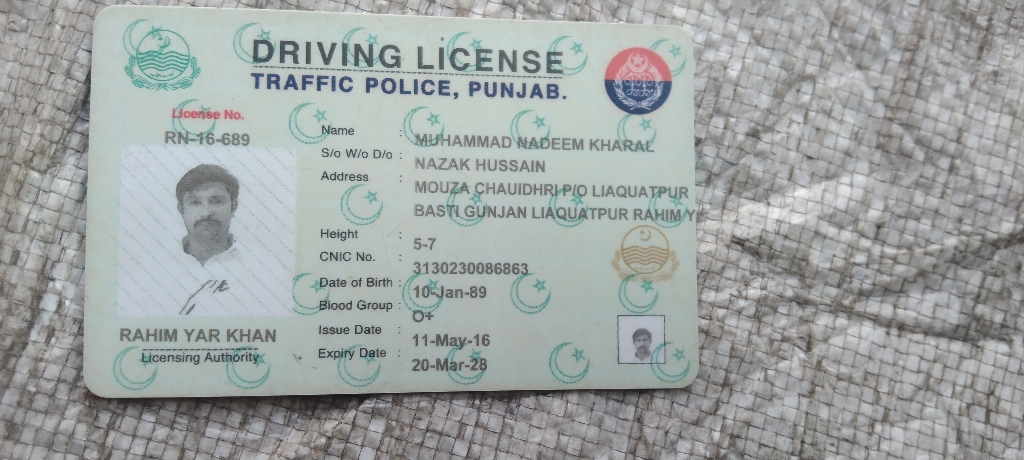 DRIVING LICENSE
TRAFFIC POLICE, PUNJAB.
License No.
RN-16-689
Name : MUHAMMAD NADEEM KHARAL
S/o W/o D/o : NAZAK HUSSAIN
Address : MOUZA CHAUIDHRI P/O LIAQUATPUR
BASTI GUNJAN LIAQUATPUR RAHIM Y
Height : 5-7
CNIC No. : 3130230086863
Date of Birth : 10-Jan-89
Blood Group : O+
Issue Date : 11-May-16
Expiry Date : 20-Mar-28
RAHIM YAR KHAN
Licensing Authority